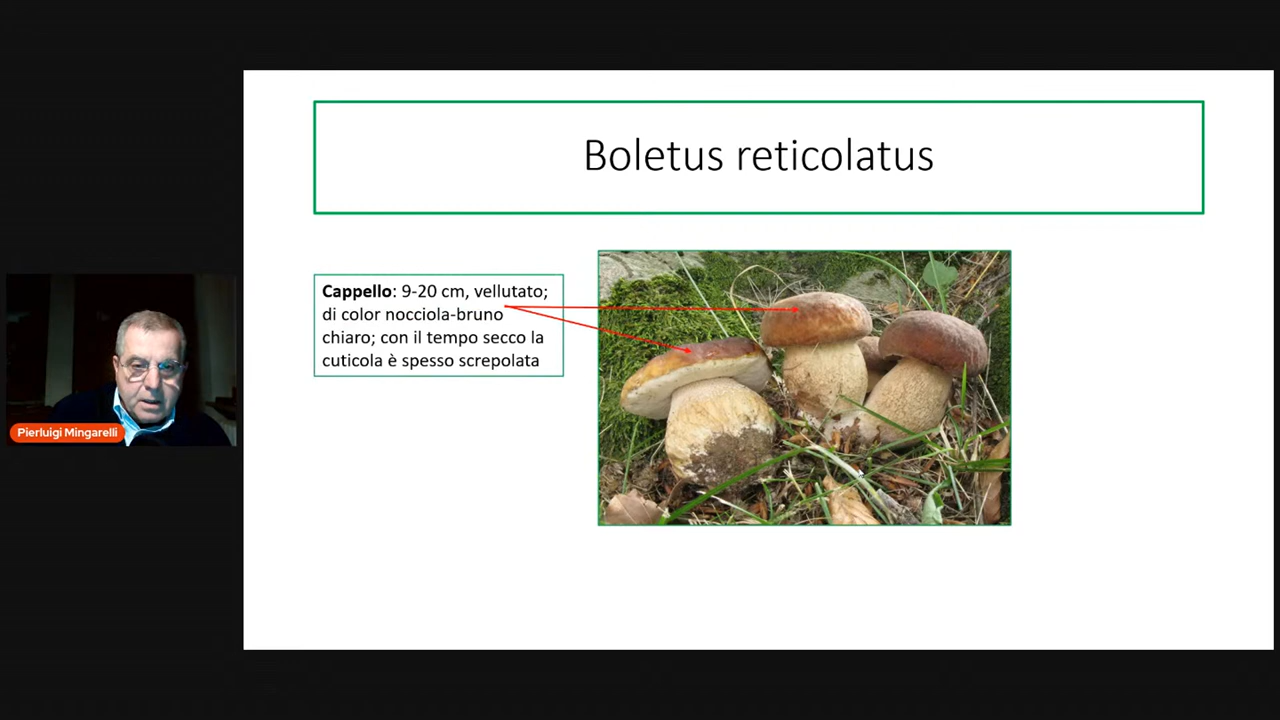 Boletus reticolatus
Cappello: 9-20 cm, vellutato;
di color nocciola-bruno
chiaro; con il tempo secco la
cuticola è spesso screpolata
Pierluigi Mingarelli